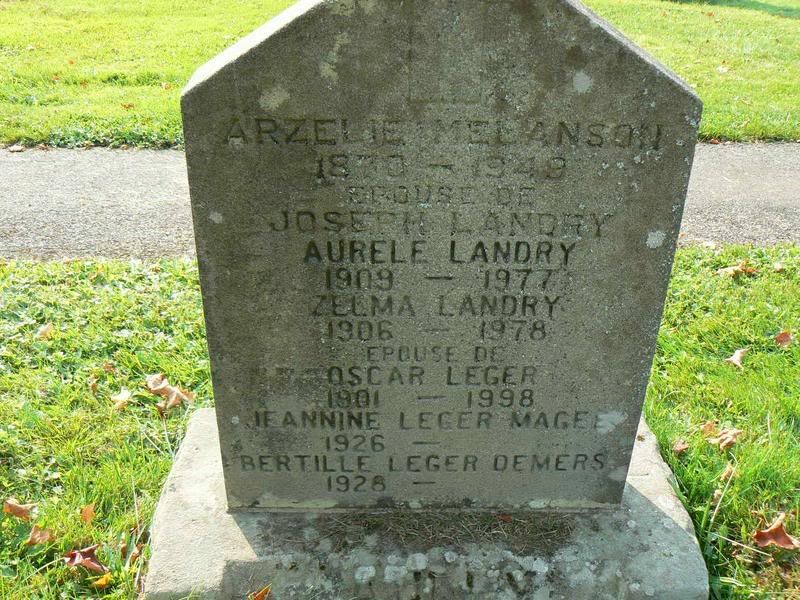 ARZELIE MELANSON
1870 — 1949
EPOUSE DE
JOSEPH LANDRY
AURELE LANDRY
1909 — 1977
ZELMA LANDRY
1906 — 1978
EPOUSE DE
OSCAR LEGER
1901 — 1998
JEANNINE LEGER MAGEE
1926 —
BERTILLE LEGER DEMERS
1928 —